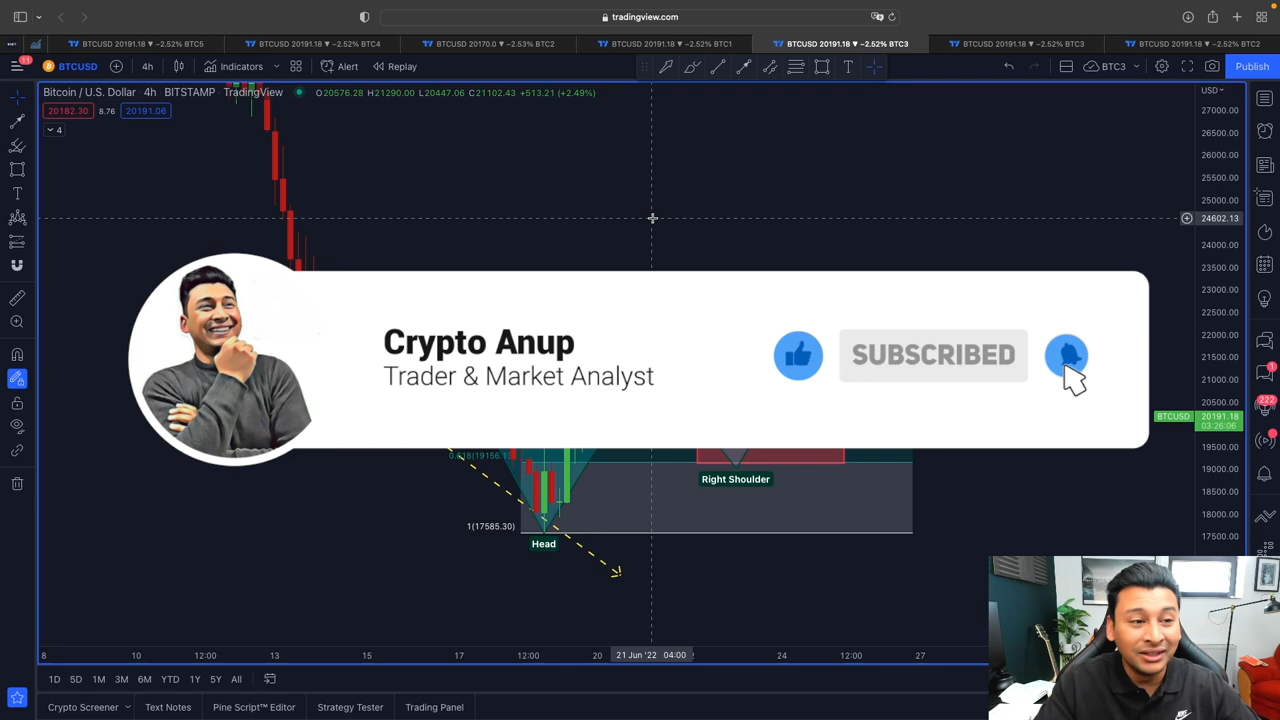 tradingview.com
BTCUSD 20191.18 ▼ −2.52% BTC5
BTCUSD 20191.18 ▼ −2.52% BTC4
BTCUSD 20170.0 ▼ −2.53% BTC2
BTCUSD 20191.18 ▼ −2.52% BTC1
BTCUSD 20191.18 ▼ −2.52% BTC3
BTCUSD 20191.18 ▼ −2.52% BTC3
BTCUSD 20191.18 ▼ −2.52% BTC2
11
BTCUSD
4h
Indicators
Alert
Replay
BTC3
Publish
Bitcoin / U.S. Dollar 4h BITSTAMP TradingView
O20576.28 H21290.00 L20447.06 C21102.43 +513.21 (+2.49%)
20182.30 8.76 20191.06
4
USD
27000.00
26500.00
26000.00
25500.00
25000.00
24602.13
24000.00
23500.00
23000.00
22500.00
22000.00
21500.00
21000.00
20500.00
BTCUSD 20191.18
03:26:06
19500.00
19000.00
18500.00
18000.00
17500.00
1
222
Crypto Anup
Trader & Market Analyst
SUBSCRIBED
Right Shoulder
1(17585.30)
Head
8
10
12:00
13
15
17
12:00
20
21 Jun '22 04:00
24
12:00
27
1D 5D 1M 3M 6M YTD 1Y 5Y All
Crypto Screener
Text Notes
Pine Script™ Editor
Strategy Tester
Trading Panel